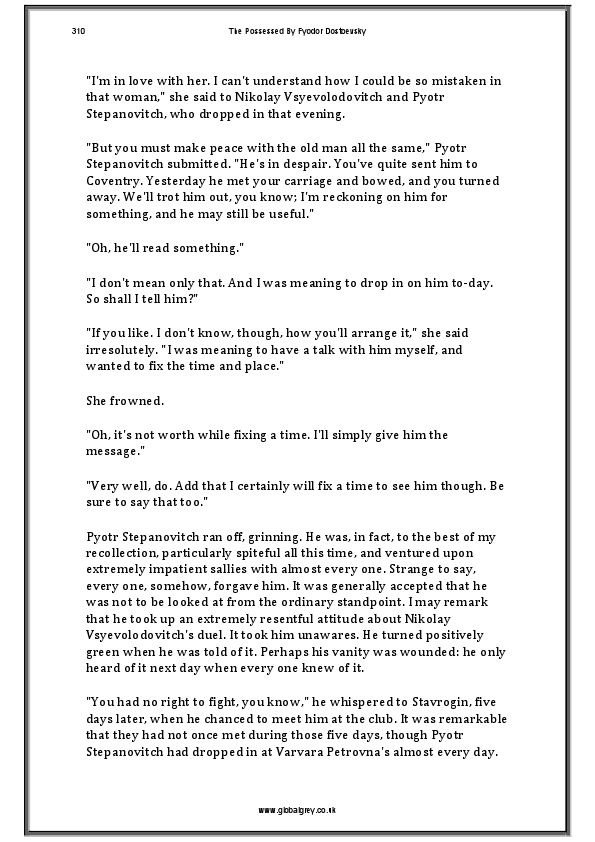 310
The Possessed By Fyodor Dostoevsky
"I'm in love with her. I can't understand how I could be so mistaken in
that woman," she said to Nikolay Vsyevolodovitch and Pyotr
Stepanovitch, who dropped in that evening.
"But you must make peace with the old man all the same," Pyotr
Stepanovitch submitted. "He's in despair. You've quite sent him to
Coventry. Yesterday he met your carriage and bowed, and you turned
away. We'll trot him out, you know; I'm reckoning on him for
something, and he may still be useful."
"Oh, he'll read something."
"I don't mean only that. And I was meaning to drop in on him to-day.
So shall I tell him?"
"If you like. I don't know, though, how you'll arrange it," she said
irresolutely. "I was meaning to have a talk with him myself, and
wanted to fix the time and place."
She frowned.
"Oh, it's not worth while fixing a time. I'll simply give him the
message."
"Very well, do. Add that I certainly will fix a time to see him though. Be
sure to say that too."
Pyotr Stepanovitch ran off, grinning. He was, in fact, to the best of my
recollection, particularly spiteful all this time, and ventured upon
extremely impatient sallies with almost every one. Strange to say,
every one, somehow, forgave him. It was generally accepted that he
was not to be looked at from the ordinary standpoint. I may remark
that he took up an extremely resentful attitude about Nikolay
Vsyevolodovitch's duel. It took him unawares. He turned positively
green when he was told of it. Perhaps his vanity was wounded: he only
heard of it next day when every one knew of it.
"You had no right to fight, you know," he whispered to Stavrogin, five
days later, when he chanced to meet him at the club. It was remarkable
that they had not once met during those five days, though Pyotr
Stepanovitch had dropped in at Varvara Petrovna's almost every day.
www.globalgrey.co.uk